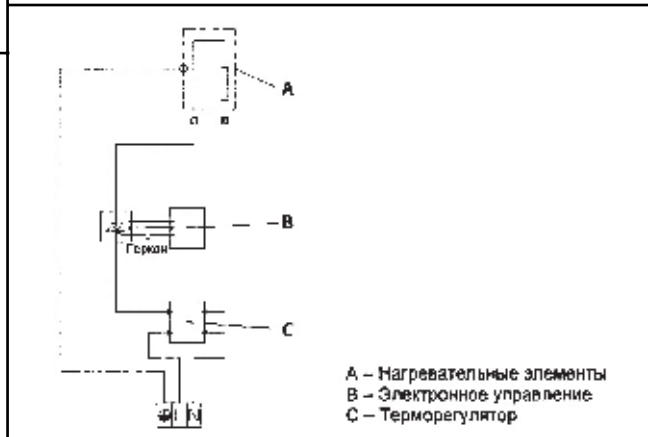 A
B
Геркон
C
N
A – Нагревательные элементы
B – Электронное управление
C – Терморегулятор